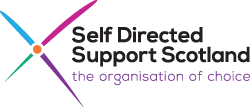 Self Directed
Support Scotland
the organisation of choice